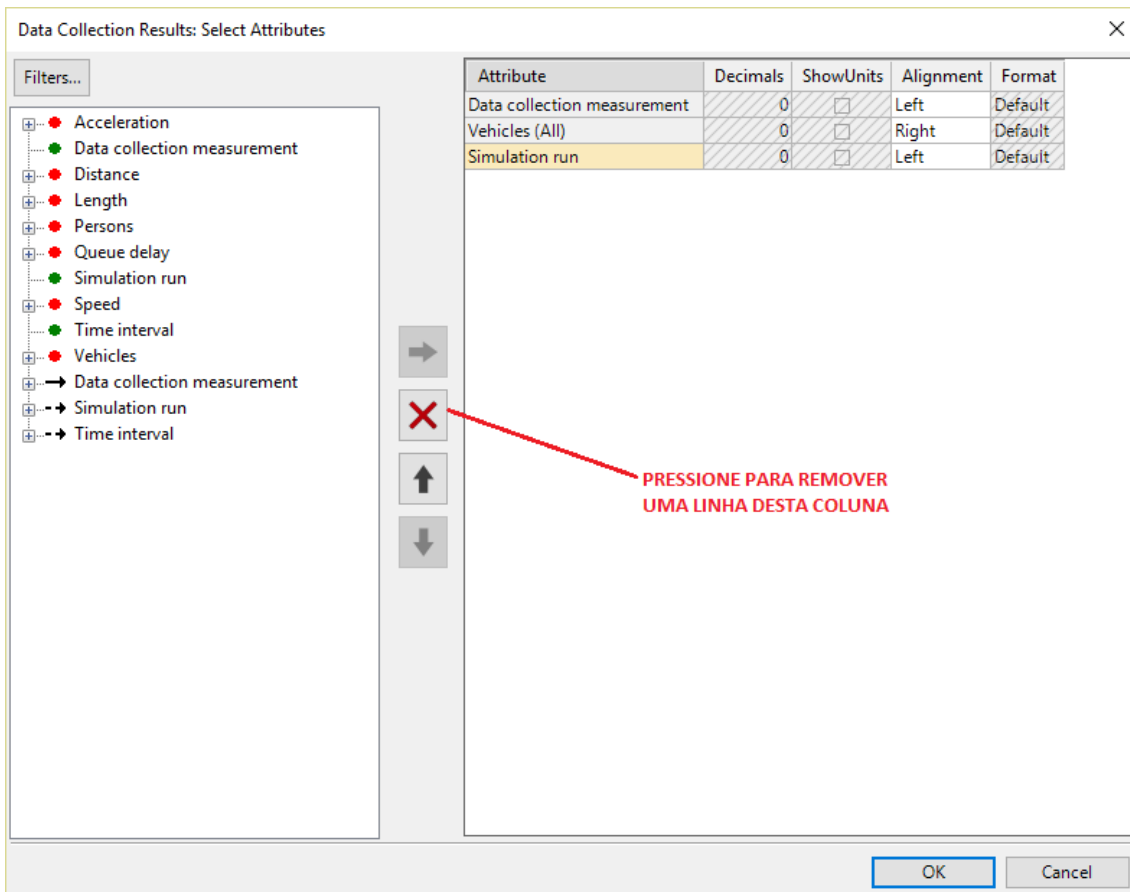 Data Collection Results: Select Attributes
Filters...
Acceleration
Data collection measurement
Distance
Length
Persons
Queue delay
Simulation run
Speed
Time interval
Vehicles
Data collection measurement
Simulation run
Time interval
Attribute Decimals ShowUnits Alignment Format
Data collection measurement 0 Left Default
Vehicles (All) 0 Right Default
Simulation run 0 Left Default
PRESSIONE PARA REMOVER
UMA LINHA DESTA COLUNA
OK Cancel